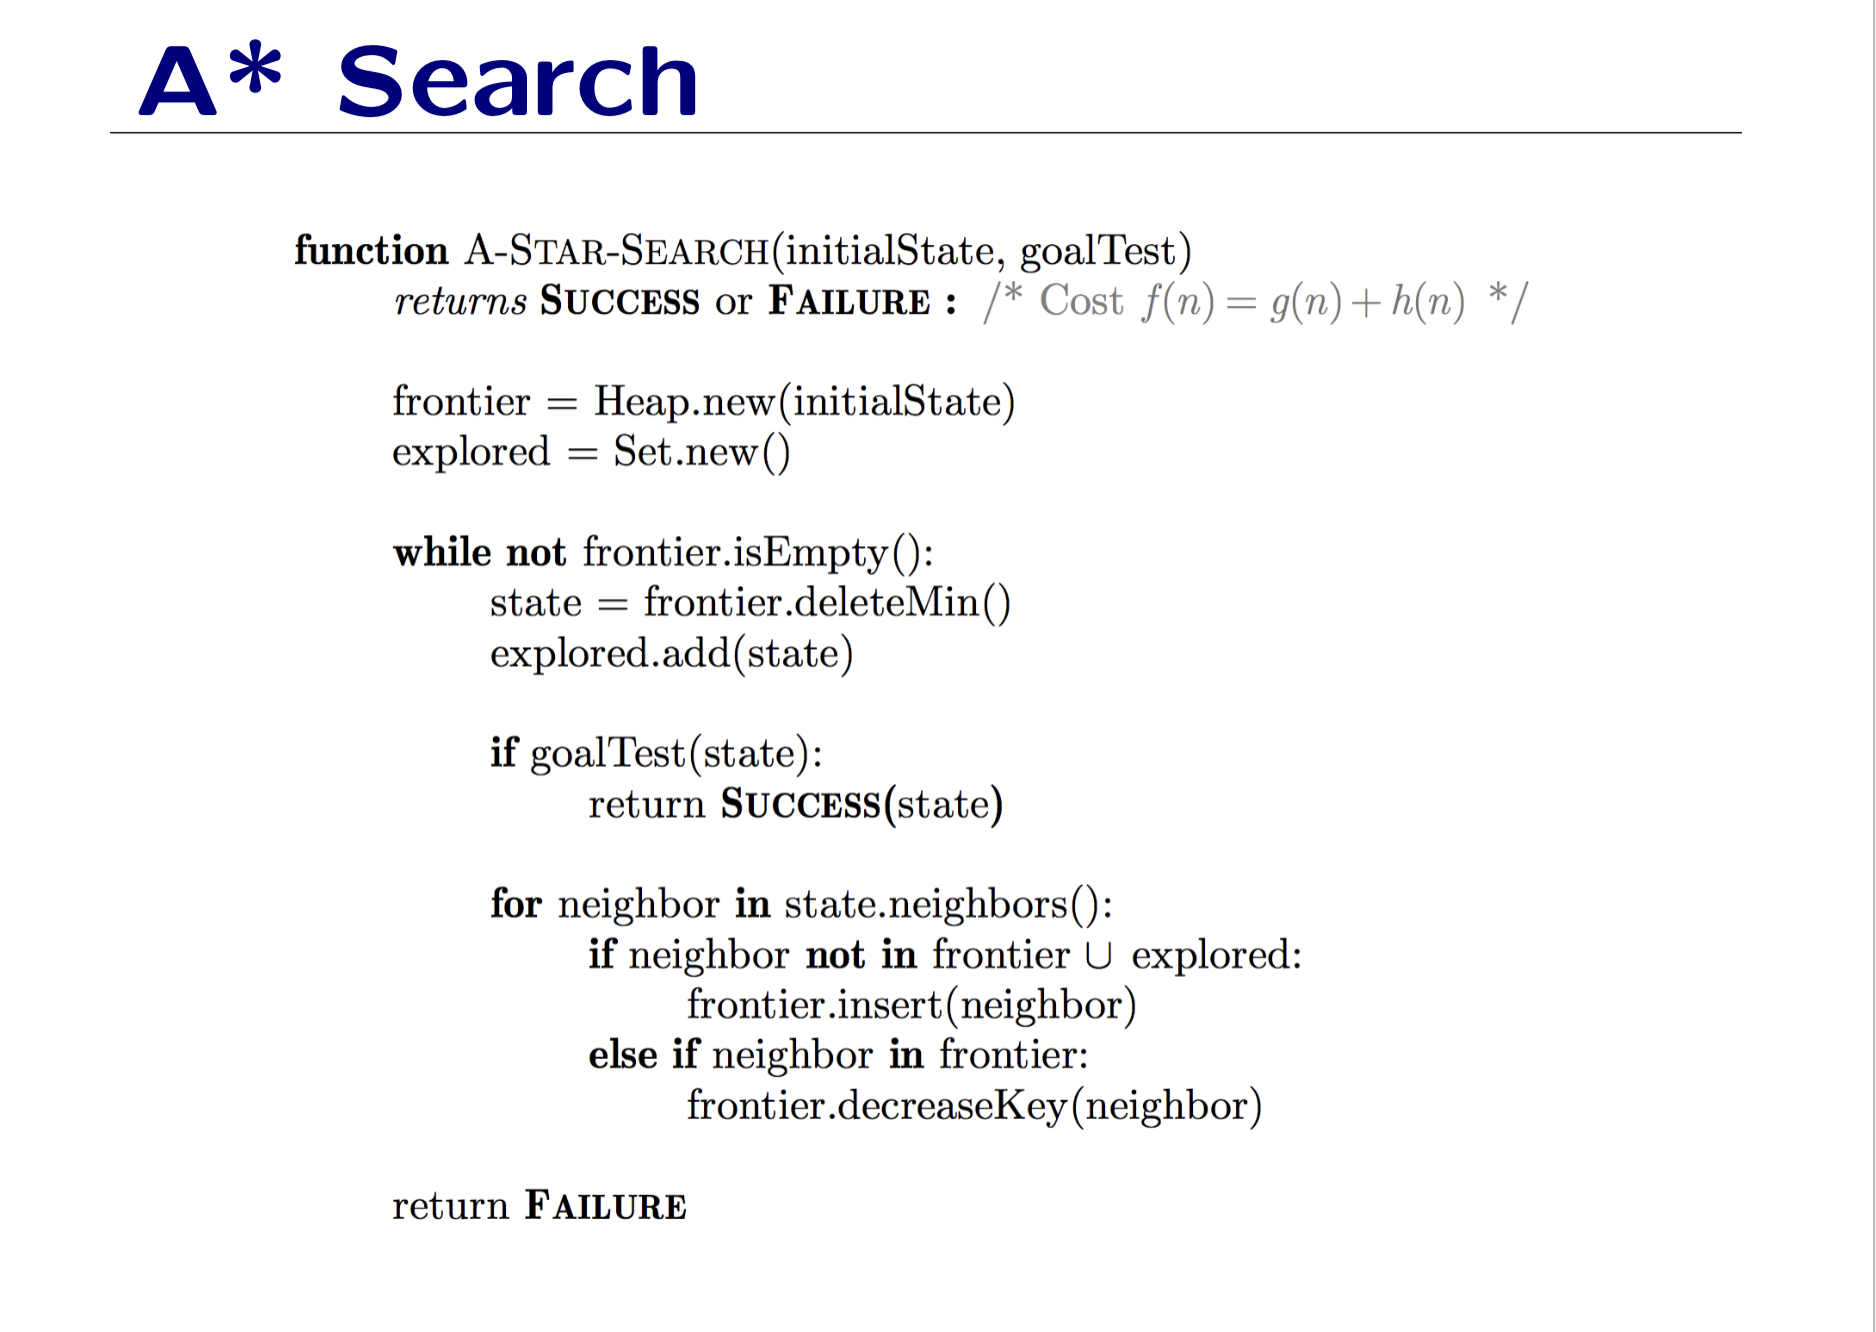 A* Search
function A-STAR-SEARCH(initialState, goalTest)
returns SUCCESS or FAILURE : /* Cost f(n) = g(n) + h(n) */
frontier = Heap.new(initialState)
explored = Set.new()
while not frontier.isEmpty():
state = frontier.deleteMin()
explored.add(state)
if goalTest(state):
return SUCCESS(state)
for neighbor in state.neighbors():
if neighbor not in frontier ∪ explored:
frontier.insert(neighbor)
else if neighbor in frontier:
frontier.decreaseKey(neighbor)
return FAILURE